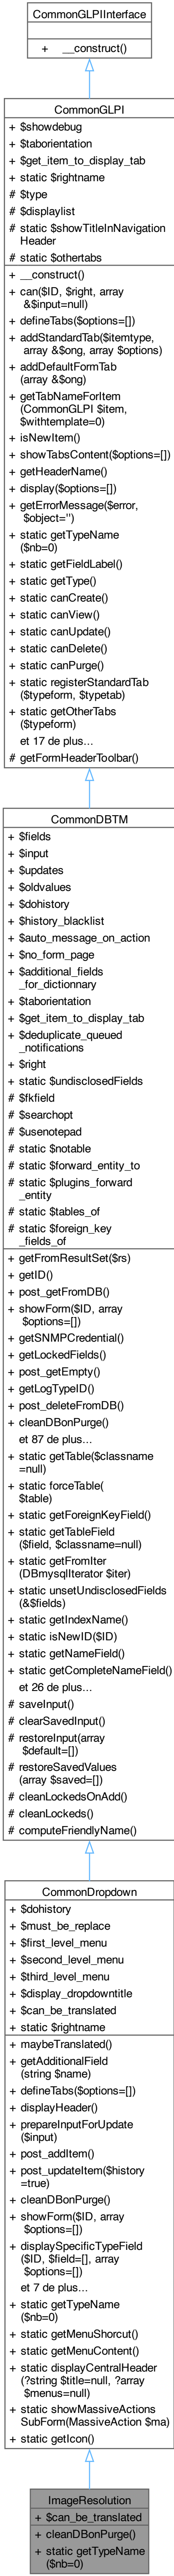 CommonGLPIInterface
+ __construct()
CommonGLPI
+ $showdebug
+ $taborientation
+ $get_item_to_display_tab
+ static $rightname
# $type
# $displaylist
# static $showTitleInNavigation
Header
# static $othertabs
+ __construct()
+ can($ID, $right, array
&$input=null)
+ defineTabs($options=[])
+ addStandardTab($itemtype,
array &$ong, array $options)
+ addDefaultFormTab
(array &$ong)
+ getTabNameForItem
(CommonGLPI $item,
$withtemplate=0)
+ isNewItem()
+ showTabsContent($options=[])
+ getHeaderName()
+ display($options=[])
+ getErrorMessage($error,
$object='')
+ static getTypeName
($nb=0)
+ static getFieldLabel()
+ static getType()
+ static canCreate()
+ static canView()
+ static canUpdate()
+ static canDelete()
+ static canPurge()
+ static registerStandardTab
($typeform, $typetab)
+ static getOtherTabs
($typeform)
et 17 de plus...
# getFormHeaderToolbar()
CommonDBTM
+ $fields
+ $input
+ $updates
+ $oldvalues
+ $dohistory
+ $history_blacklist
+ $auto_message_on_action
+ $no_form_page
+ $additional_fields
_for_dictionnary
+ $taborientation
+ $get_item_to_display_tab
+ $deduplicate_queued
_notifications
+ $right
+ static $undisclosedFields
# $fkfield
# $searchopt
# $usenotepad
# static $notable
# static $forward_entity_to
# static $plugins_forward
_entity
# static $tables_of
# static $foreign_key
_fields_of
+ getFromResultSet($rs)
+ getID()
+ post_getFromDB()
+ showForm($ID, array
$options=[])
+ getSNMPCredential()
+ getLockedFields()
+ post_getEmpty()
+ getLogTypeID()
+ post_deleteFromDB()
+ cleanDBonPurge()
et 87 de plus...
+ static getTable($classname
=null)
+ static forceTable(
$table)
+ static getForeignKeyField()
+ static getTableField
($field, $classname=null)
+ static getFromIter
(DBmysqlIterator $iter)
+ static unsetUndisclosedFields
(&$fields)
+ static getIndexName()
+ static isNewID($ID)
+ static getNameField()
+ static getCompleteNameField()
et 26 de plus...
# saveInput()
# clearSavedInput()
# restoreInput(array
$default=[])
# restoreSavedValues
(array $saved=[])
# cleanLockedsOnAdd()
# cleanLockeds()
# computeFriendlyName()
CommonDropdown
+ $dohistory
+ $must_be_replace
+ $first_level_menu
+ $second_level_menu
+ $third_level_menu
+ $display_dropdowntitle
+ $can_be_translated
+ static $rightname
+ maybeTranslated()
+ getAdditionalField
(string $name)
+ defineTabs($options=[])
+ displayHeader()
+ prepareInputForUpdate
($input)
+ post_addItem()
+ post_updateItem($history
=true)
+ cleanDBonPurge()
+ showForm($ID, array
$options=[])
+ displaySpecificTypeField
($ID, $field=[], array
$options=[])
et 7 de plus...
+ static getTypeName
($nb=0)
+ static getMenuShorcut()
+ static getMenuContent()
+ static displayCentralHeader
(?string $title=null, ?array
$menus=null)
+ static showMassiveActions
SubForm(MassiveAction $ma)
+ static getIcon()
ImageResolution
+ $can_be_translated
+ cleanDBonPurge()
+ static getTypeName
($nb=0)